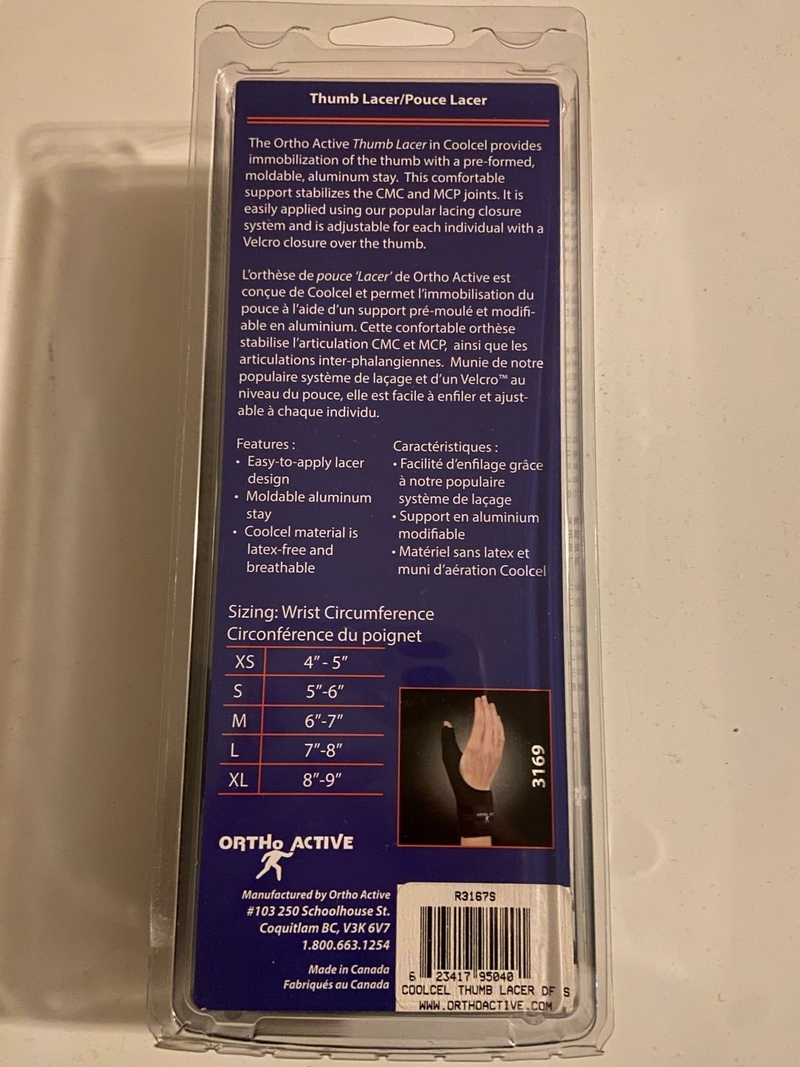 Thumb Lacer/Pouce Lacer
The Ortho Active Thumb Lacer in Coolcel provides
immobilization of the thumb with a pre-formed,
moldable, aluminum stay. This comfortable
support stabilizes the CMC and MCP joints. It is
easily applied using our popular lacing closure
system and is adjustable for each individual with a
Velcro closure over the thumb.
L'orthèse de pouce 'Lacer' de Ortho Active est
conçue de Coolcel et permet l'immobilisation du
pouce à l'aide d'un support pré-moulé et modifi-
able en aluminium. Cette confortable orthèse
stabilise l'articulation CMC et MCP, ainsi que les
articulations inter-phalangiennes. Munie de notre
populaire système de laçage et d'un Velcro™ au
niveau du pouce, elle est facile à enfiler et ajust-
able à chaque individu.
Features :
• Easy-to-apply lacer
design
• Moldable aluminum
stay
• Coolcel material is
latex-free and
breathable
Caractéristiques :
• Facilité d'enfilage grâce
à notre populaire
système de laçage
• Support en aluminium
modifiable
• Matériel sans latex et
muni d'aération Coolcel
Sizing: Wrist Circumference
Circonférence du poignet
XS 4" - 5"
S 5"-6"
M 6"-7"
L 7"-8"
XL 8"-9"
3169
ORTHO ACTIVE
Manufactured by Ortho Active
#103 250 Schoolhouse St.
Coquitlam BC, V3K 6V7
1.800.663.1254
Made in Canada
Fabriqués au Canada
R3167S
6 23417 95040
COOLCEL THUMB LACER DF S
WWW.ORTHOACTIVE.COM